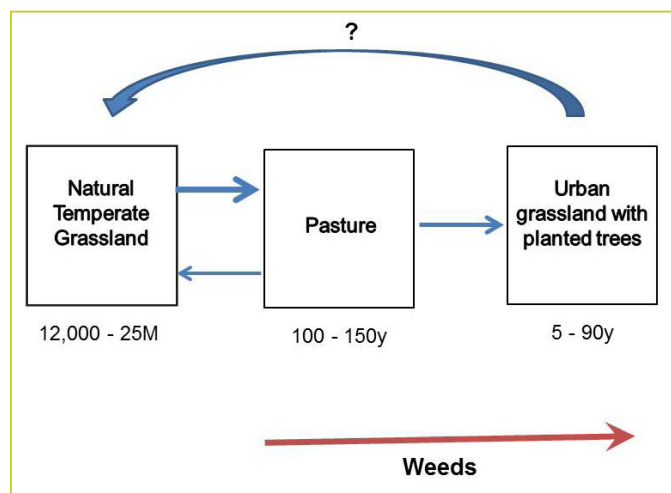 ?
Natural
Temperate
Grassland
Pasture
Urban
grassland with
planted trees
12,000 - 25M
100 - 150y
5 - 90y
Weeds